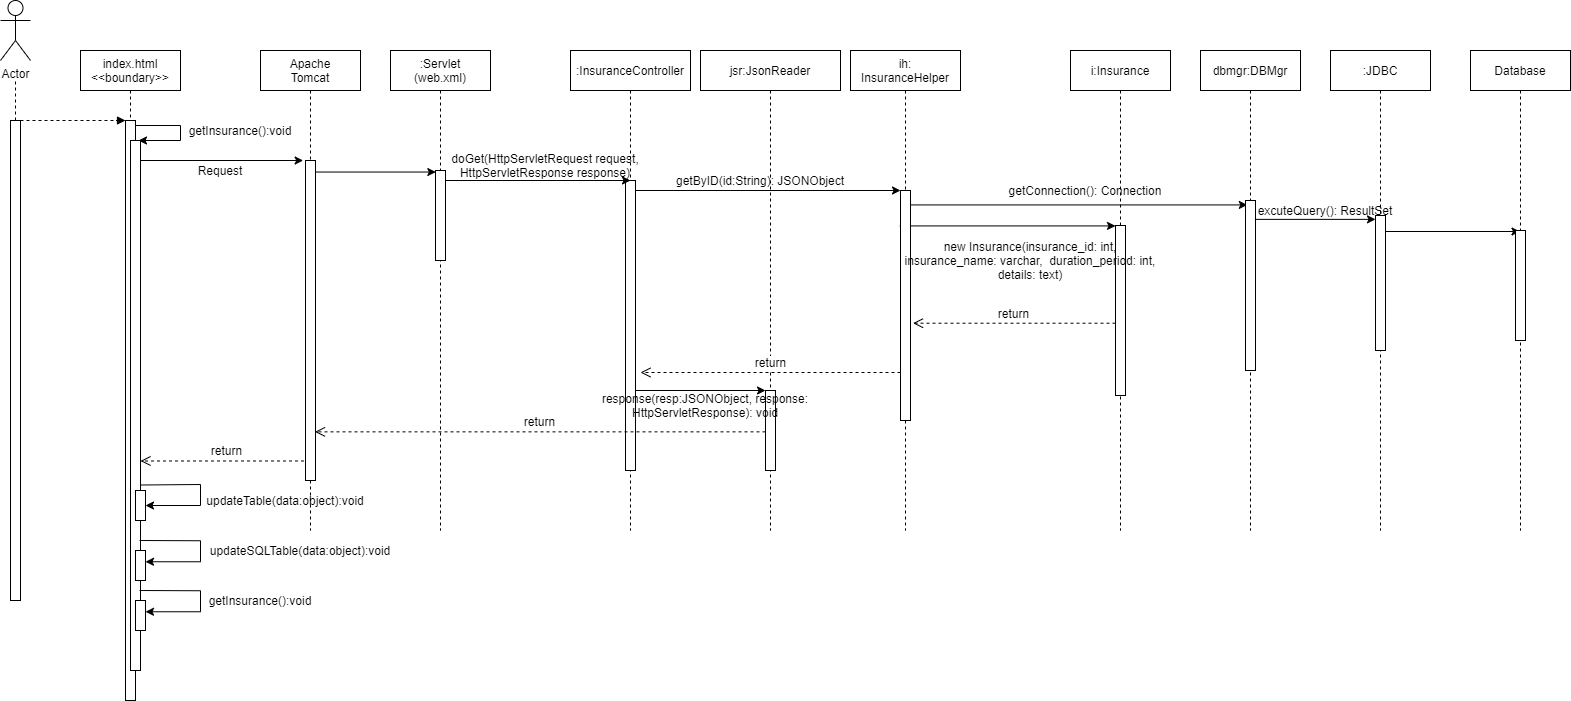 Actor
index.html
<<boundary>>
Apache
Tomcat
:Servlet
(web.xml)
:InsuranceController
jsr:JsonReader
ih:
InsuranceHelper
i:Insurance
dbmgr:DBMgr
:JDBC
Database
getInsurance():void
Request
doGet(HttpServletRequest request,
HttpServletResponse response)
getByID(id:String): JSONObject
getConnection(): Connection
excuteQuery(): ResultSet
new Insurance(insurance_id: int,
insurance_name: varchar, duration_period: int,
details: text)
return
return
response(resp:JSONObject, response:
HttpServletResponse): void
return
return
updateTable(data:object):void
updateSQLTable(data:object):void
getInsurance():void